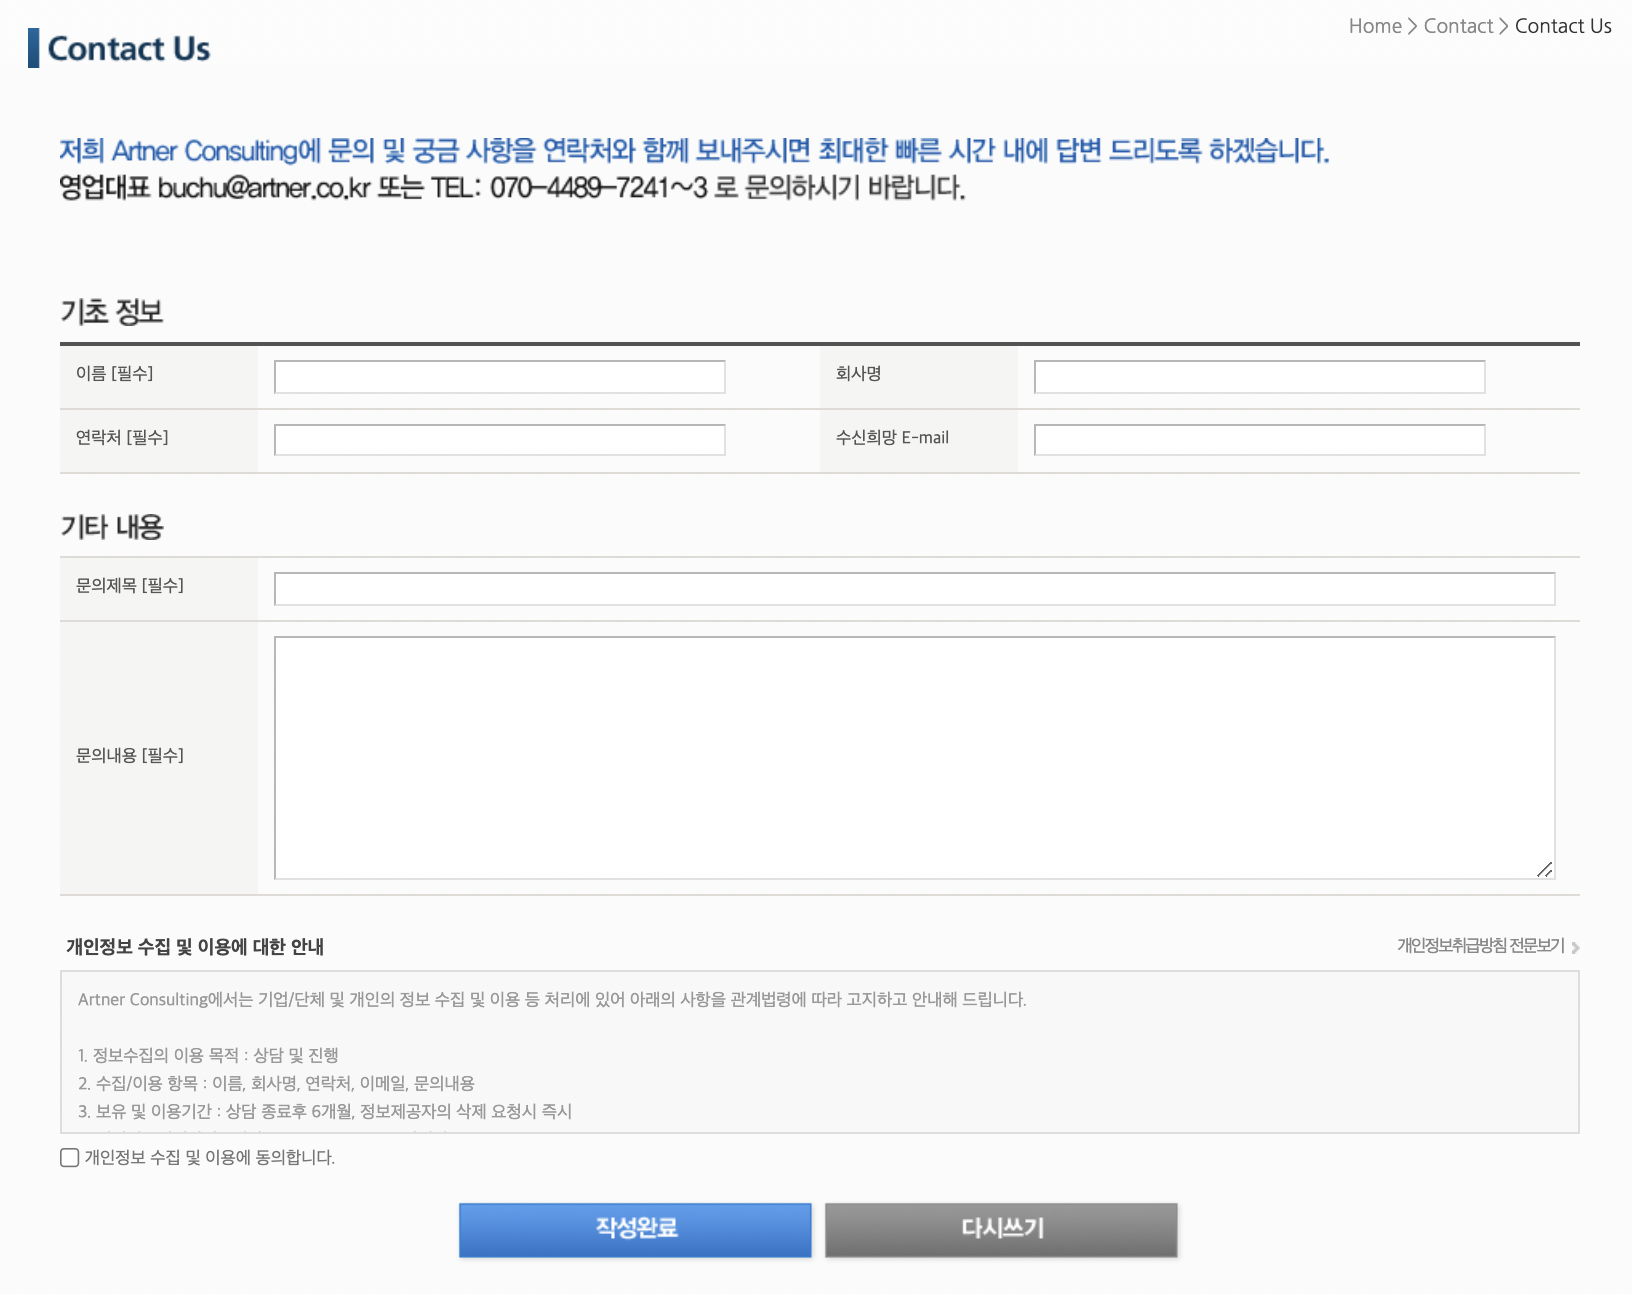 Home > Contact > Contact Us
Contact Us
저희 Artner Consulting에 문의 및 궁금 사항을 연락처와 함께 보내주시면 최대한 빠른 시간 내에 답변 드리도록 하겠습니다.
영업대표 buchu@artner.co.kr 또는 TEL: 070-4489-7241~3 로 문의하시기 바랍니다.
기초 정보
이름 [필수]
회사명
연락처 [필수]
수신희망 E-mail
기타 내용
문의제목 [필수]
문의내용 [필수]
개인정보 수집 및 이용에 대한 안내
개인정보취급방침 전문보기
Artner Consulting에서는 기업/단체 및 개인의 정보 수집 및 이용 등 처리에 있어 아래의 사항을 관계법령에 따라 고지하고 안내해 드립니다.
1. 정보수집의 이용 목적 : 상담 및 진행
2. 수집/이용 항목 : 이름, 회사명, 연락처, 이메일, 문의내용
3. 보유 및 이용기간 : 상담 종료후 6개월, 정보제공자의 삭제 요청시 즉시
개인정보 수집 및 이용에 동의합니다.
작성완료
다시쓰기